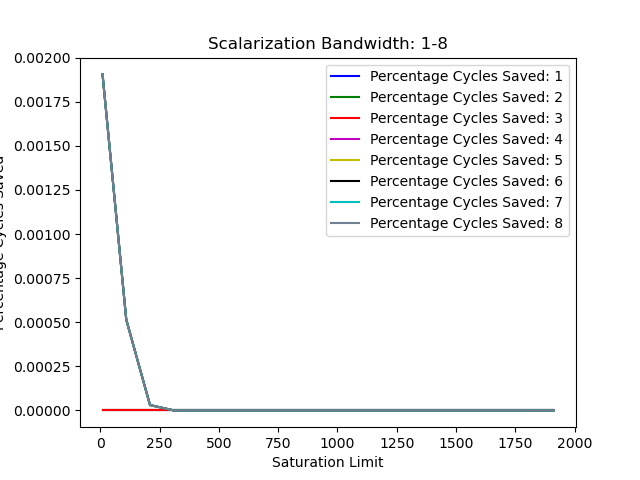 Scalarization Bandwidth: 1-8
0.00200
0.00175
0.00150
0.00125
0.00100
0.00075
0.00050
0.00025
0.00000
Percentage Cycles Saved
Percentage Cycles Saved: 1
Percentage Cycles Saved: 2
Percentage Cycles Saved: 3
Percentage Cycles Saved: 4
Percentage Cycles Saved: 5
Percentage Cycles Saved: 6
Percentage Cycles Saved: 7
Percentage Cycles Saved: 8
0 250 500 750 1000 1250 1500 1750 2000
Saturation Limit